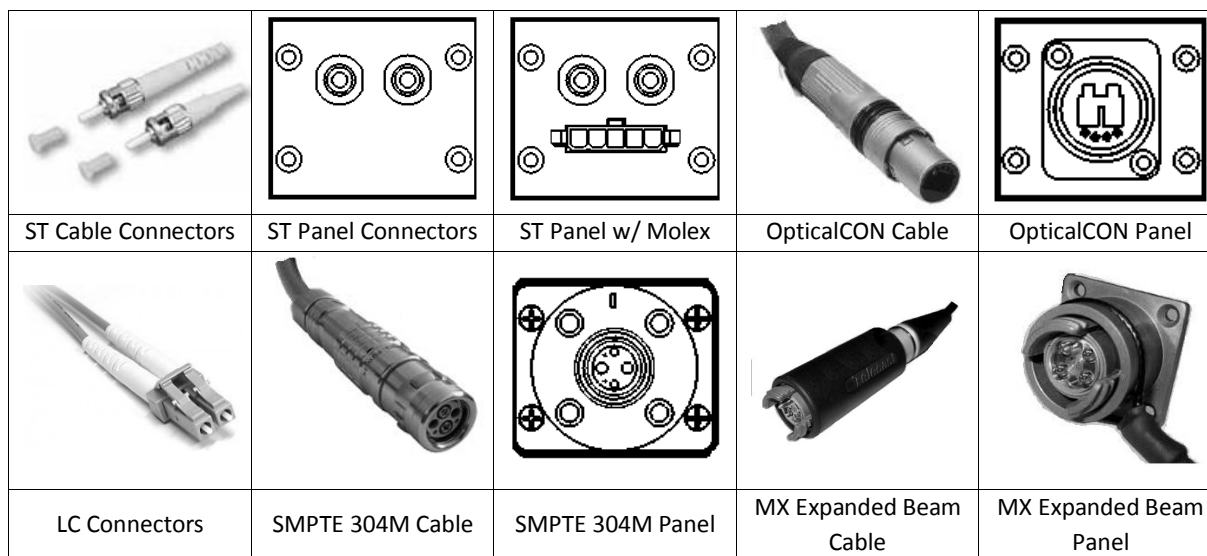 ST Cable Connectors
ST Panel Connectors
ST Panel w/ Molex
OpticalCON Cable
OpticalCON Panel
LC Connectors
SMPTE 304M Cable
SMPTE 304M Panel
MX Expanded Beam
Cable
MX Expanded Beam
Panel